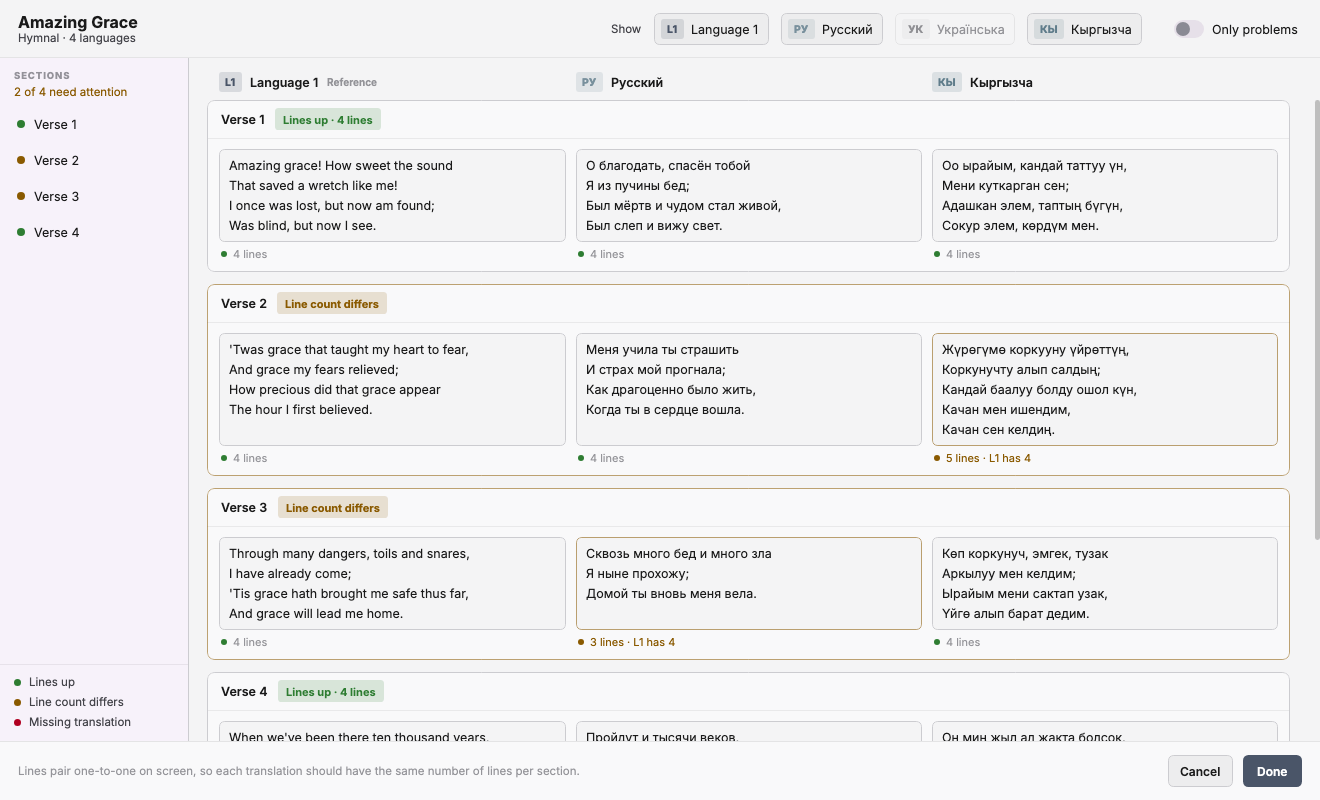 Amazing Grace
Hymnal · 4 languages
Show
L1 Language 1
РУ Русский
УК Українська
КЫ Кыргызча
Only problems
SECTIONS
2 of 4 need attention
Verse 1
Verse 2
Verse 3
Verse 4
Lines up
Line count differs
Missing translation
L1 Language 1 Reference
РУ Русский
КЫ Кыргызча
Verse 1 Lines up · 4 lines
Amazing grace! How sweet the sound
That saved a wretch like me!
I once was lost, but now am found;
Was blind, but now I see.
4 lines
О благодать, спасён тобой
Я из пучины бед;
Был мёртв и чудом стал живой,
Был слеп и вижу свет.
4 lines
Оо ырайым, кандай таттуу үн,
Мени куткарган сен;
Адашкан элем, таптың бүгүн,
Сокур элем, көрдүм мен.
4 lines
Verse 2 Line count differs
'Twas grace that taught my heart to fear,
And grace my fears relieved;
How precious did that grace appear
The hour I first believed.
4 lines
Меня учила ты страшить
И страх мой прогнала;
Как драгоценно было жить,
Когда ты в сердце вошла.
4 lines
Жүрөгүмө коркууну үйрөттүң,
Коркунучту алып салдың;
Кандай баалуу болду ошол күн,
Качан мен ишендим,
Качан сен келдиң.
5 lines · L1 has 4
Verse 3 Line count differs
Through many dangers, toils and snares,
I have already come;
'Tis grace hath brought me safe thus far,
And grace will lead me home.
4 lines
Сквозь много бед и много зла
Я ныне прохожу;
Домой ты вновь меня вела.
3 lines · L1 has 4
Көп коркунуч, эмгек, тузак
Аркылуу мен келдим;
Ырайым мени сактап узак,
Үйгө алып барат дедим.
4 lines
Verse 4 Lines up · 4 lines
When we've been there ten thousand years,
Пройдут и тысячи веков,
Он миң жыл ал жакта болсок,
Lines pair one-to-one on screen, so each translation should have the same number of lines per section.
Cancel
Done